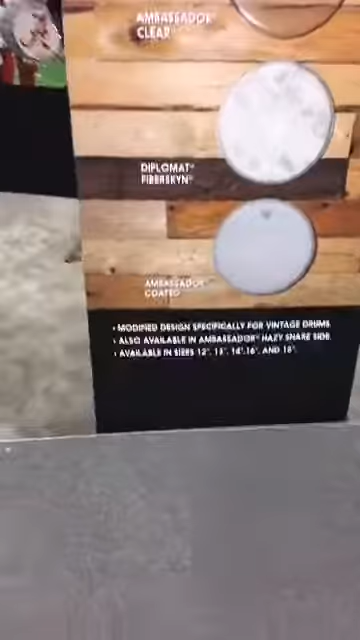 AMBASSADOR®
CLEAR
DIPLOMAT®
FIBERSKYN®
AMBASSADOR®
COATED
• MODIFIED DESIGN SPECIFICALLY FOR VINTAGE DRUMS.
• ALSO AVAILABLE IN AMBASSADOR® HAZY SNARE SIDE.
• AVAILABLE IN SIZES 12", 13", 14", 16", AND 18".